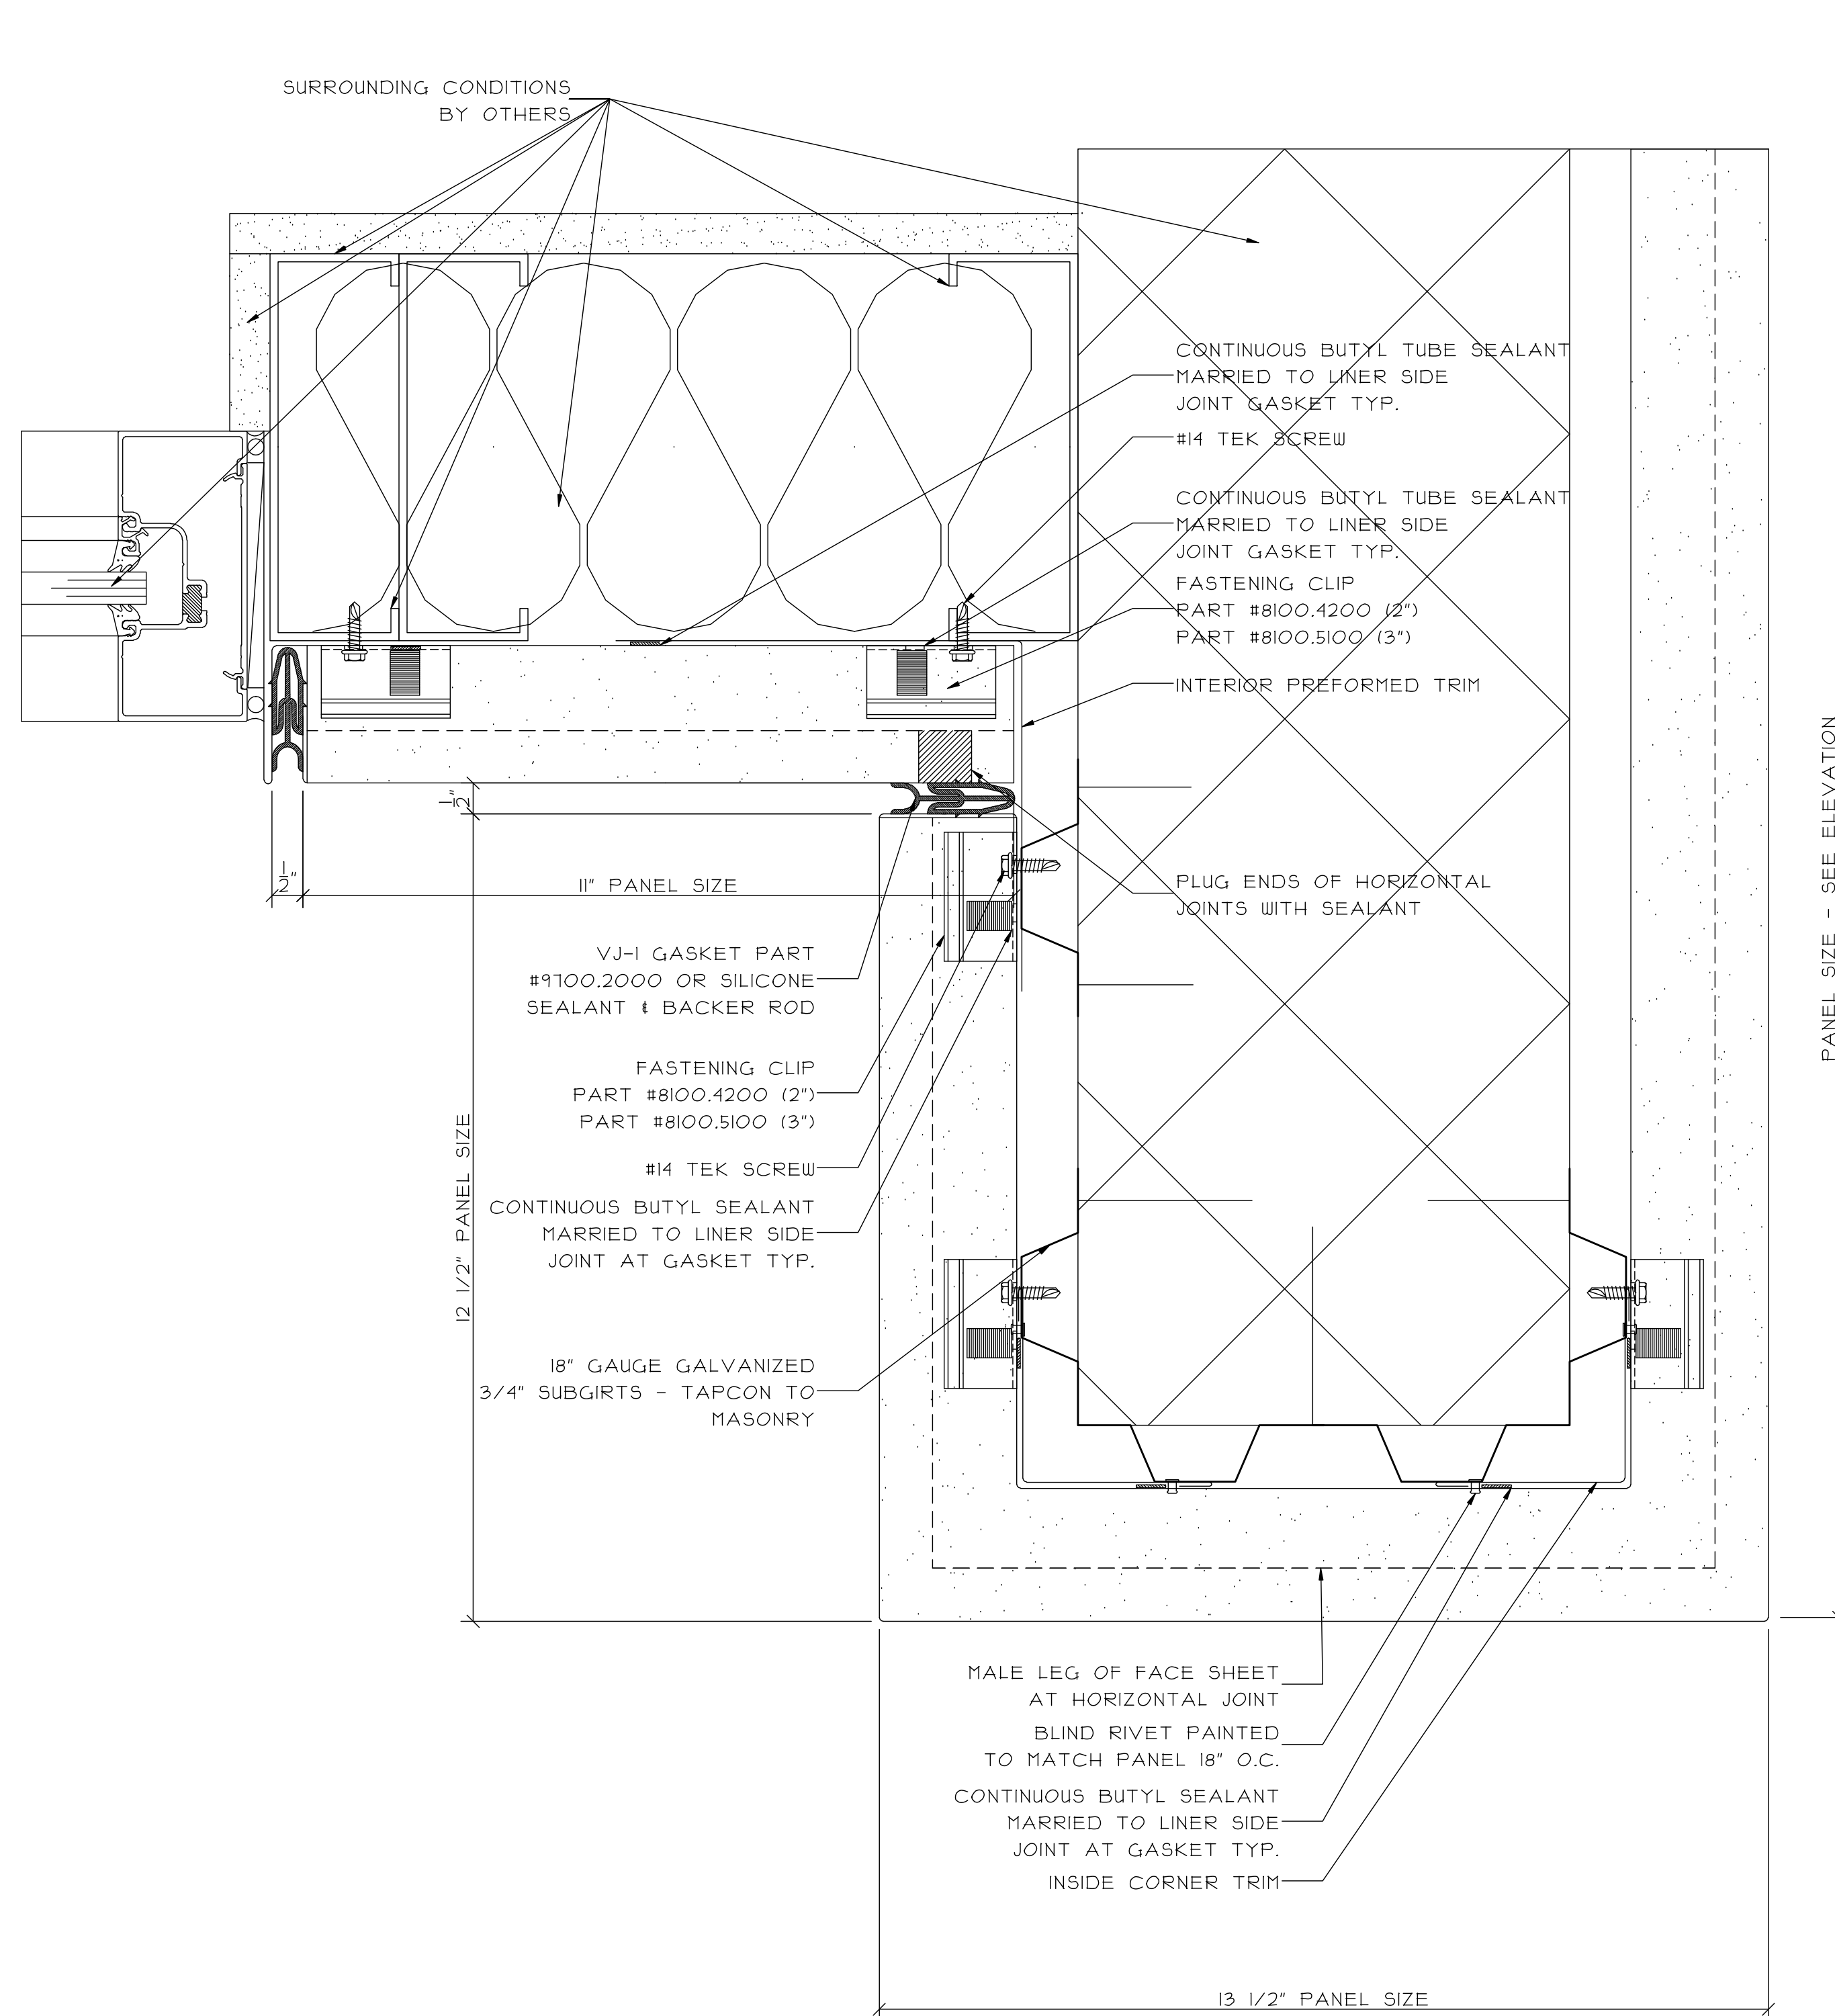 SURROUNDING CONDITIONS
BY OTHERS
CONTINUOUS BUTYL TUBE SEALANT
MARRIED TO LINER SIDE
JOINT GASKET TYP.
#14 TEK SCREW
CONTINUOUS BUTYL TUBE SEALANT
MARRIED TO LINER SIDE
JOINT GASKET TYP.
FASTENING CLIP
PART #8100.4200 (2")
PART #8100.5100 (3")
INTERIOR PREFORMED TRIM
PLUG ENDS OF HORIZONTAL
JOINTS WITH SEALANT
1/2"
1/2"
11" PANEL SIZE
VJ-1 GASKET PART
#9700.2000 OR SILICONE
SEALANT & BACKER ROD
FASTENING CLIP
PART #8100.4200 (2")
PART #8100.5100 (3")
#14 TEK SCREW
CONTINUOUS BUTYL SEALANT
MARRIED TO LINER SIDE
JOINT AT GASKET TYP.
18" GAUGE GALVANIZED
3/4" SUBGIRTS - TAPCON TO
MASONRY
12 1/2" PANEL SIZE
PANEL SIZE - SEE ELEVATION
MALE LEG OF FACE SHEET
AT HORIZONTAL JOINT
BLIND RIVET PAINTED
TO MATCH PANEL 18" O.C.
CONTINUOUS BUTYL SEALANT
MARRIED TO LINER SIDE
JOINT AT GASKET TYP.
INSIDE CORNER TRIM
13 1/2" PANEL SIZE